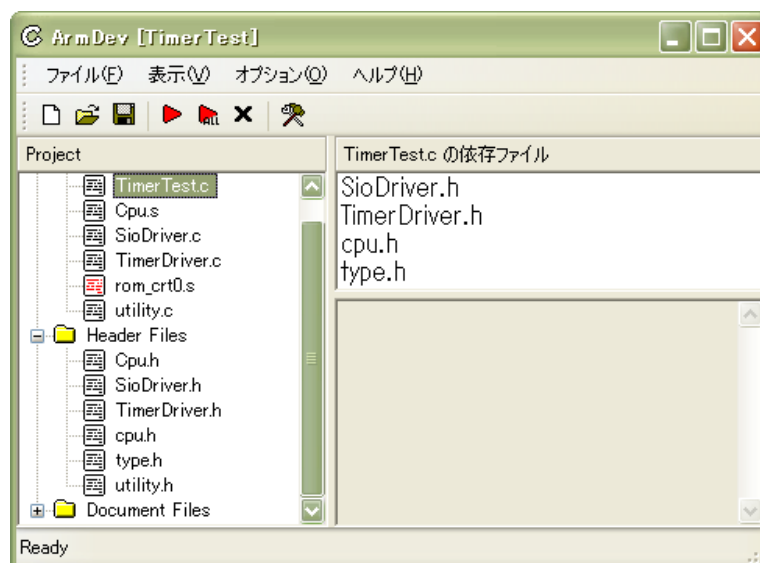 ArmDev [TimerTest]
ファイル(F) 表示(V) オプション(O) ヘルプ(H)
ALL
Project
TimerTest.c
Cpu.s
SioDriver.c
TimerDriver.c
rom_crt0.s
utility.c
Header Files
Cpu.h
SioDriver.h
TimerDriver.h
cpu.h
type.h
utility.h
Document Files
TimerTest.c の依存ファイル
SioDriver.h
TimerDriver.h
cpu.h
type.h
Ready